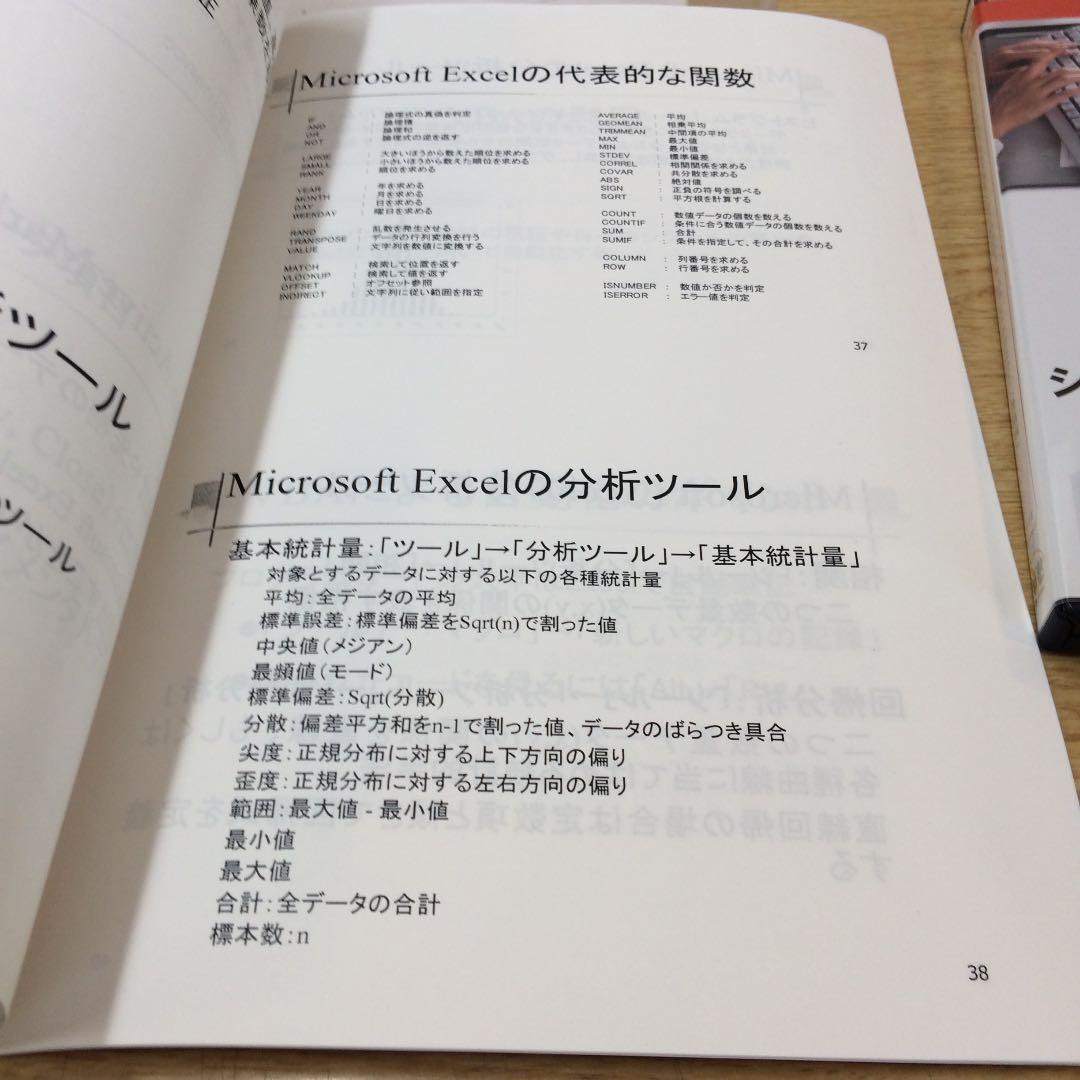 Microsoft Excelの代表的な関数
IF : 論理式の真偽を判定
AND : 論理積
OR : 論理和
NOT : 論理式の逆を返す
LARGE : 大きいほうから数えた順位を求める
SMALL : 小さいほうから数えた順位を求める
RANK : 順位を求める
YEAR : 年を求める
MONTH : 月を求める
DAY : 日を求める
WEEKDAY : 曜日を求める
RAND : 乱数を発生させる
TRANSPOSE : データの行列変換を行う
VALUE : 文字列を数値に変換する
MATCH : 検索して位置を返す
VLOOKUP : 検索して値を返す
OFFSET : オフセット参照
INDIRECT : 文字列に従い範囲を指定
AVERAGE : 平均
GEOMEAN : 相乗平均
TRIMMEAN : 中間項の平均
MAX : 最大値
MIN : 最小値
STDEV : 標準偏差
CORREL : 相関関係を求める
COVAR : 共分散を求める
ABS : 絶対値
SIGN : 正負の符号を調べる
SQRT : 平方根を計算する
COUNT : 数値データの個数を数える
COUNTIF : 条件に合う数値データの個数を数える
SUM : 合計
SUMIF : 条件を指定して、その合計を求める
COLUMN : 列番号を求める
ROW : 行番号を求める
ISNUMBER : 数値か否かを判定
ISERROR : エラー値を判定
37
Microsoft Excelの分析ツール
基本統計量:「ツール」→「分析ツール」→「基本統計量」
対象とするデータに対する以下の各種統計量
平均:全データの平均
標準誤差:標準偏差をSqrt(n)で割った値
中央値(メジアン)
最頻値(モード)
標準偏差:Sqrt(分散)
分散:偏差平方和をn-1で割った値、データのばらつき具合
尖度:正規分布に対する上下方向の偏り
歪度:正規分布に対する左右方向の偏り
範囲:最大値 - 最小値
最小値
最大値
合計:全データの合計
標本数:n
38
ツール
ツール
シ